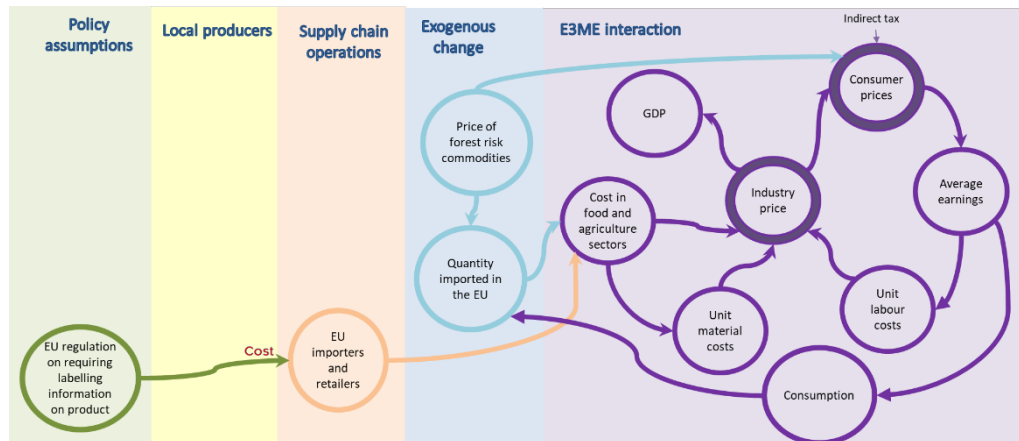 Policy
assumptions
Local producers
Supply chain
operations
Exogenous
change
E3ME interaction
Indirect tax
Consumer
prices
GDP
Price of
forest risk
commodities
Industry
price
Average
earnings
Cost in
food and
agriculture
sectors
Quantity
imported in
the EU
Unit
material
costs
Unit
labour
costs
EU regulation
on requiring
labelling
information
on product
Cost
EU
importers
and
retailers
Consumption